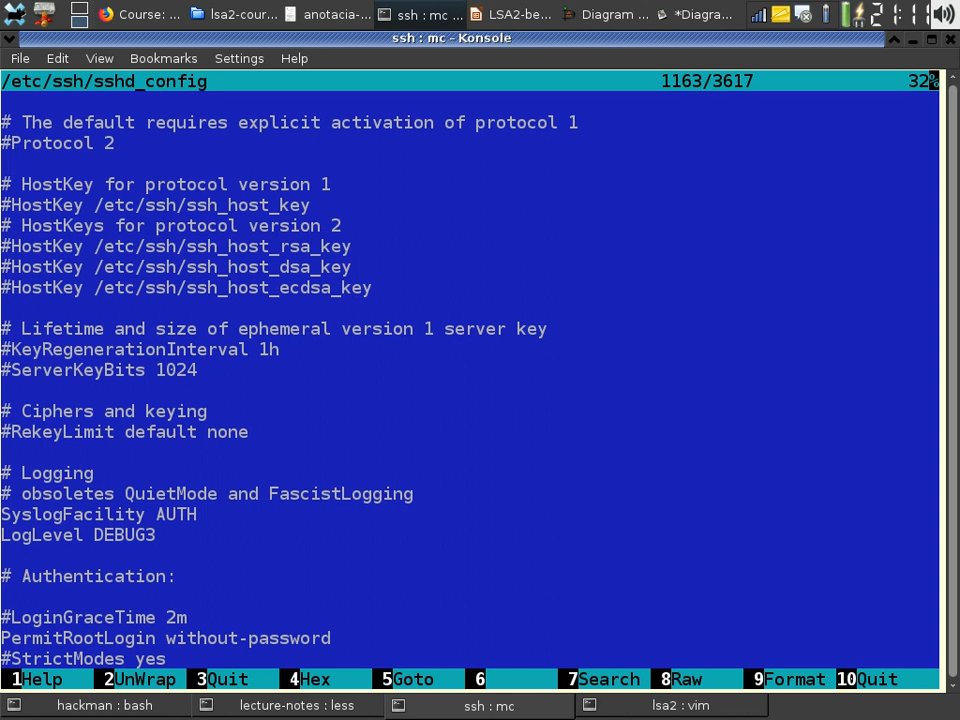 Course: ...
lsa2-cour...
anotacia-...
ssh : mc ...
LSA2-be...
Diagram ...
*Diagra...
ssh : mc - Konsole
File Edit View Bookmarks Settings Help
/etc/ssh/sshd_config 1163/3617 32%
# The default requires explicit activation of protocol 1
#Protocol 2
# HostKey for protocol version 1
#HostKey /etc/ssh/ssh_host_key
# HostKeys for protocol version 2
#HostKey /etc/ssh/ssh_host_rsa_key
#HostKey /etc/ssh/ssh_host_dsa_key
#HostKey /etc/ssh/ssh_host_ecdsa_key
# Lifetime and size of ephemeral version 1 server key
#KeyRegenerationInterval 1h
#ServerKeyBits 1024
# Ciphers and keying
#RekeyLimit default none
# Logging
# obsoletes QuietMode and FascistLogging
SyslogFacility AUTH
LogLevel DEBUG3
# Authentication:
#LoginGraceTime 2m
PermitRootLogin without-password
#StrictModes yes
1Help 2UnWrap 3Quit 4Hex 5Goto 6 7Search 8Raw 9Format 10Quit
hackman : bash
lecture-notes : less
ssh : mc
lsa2 : vim